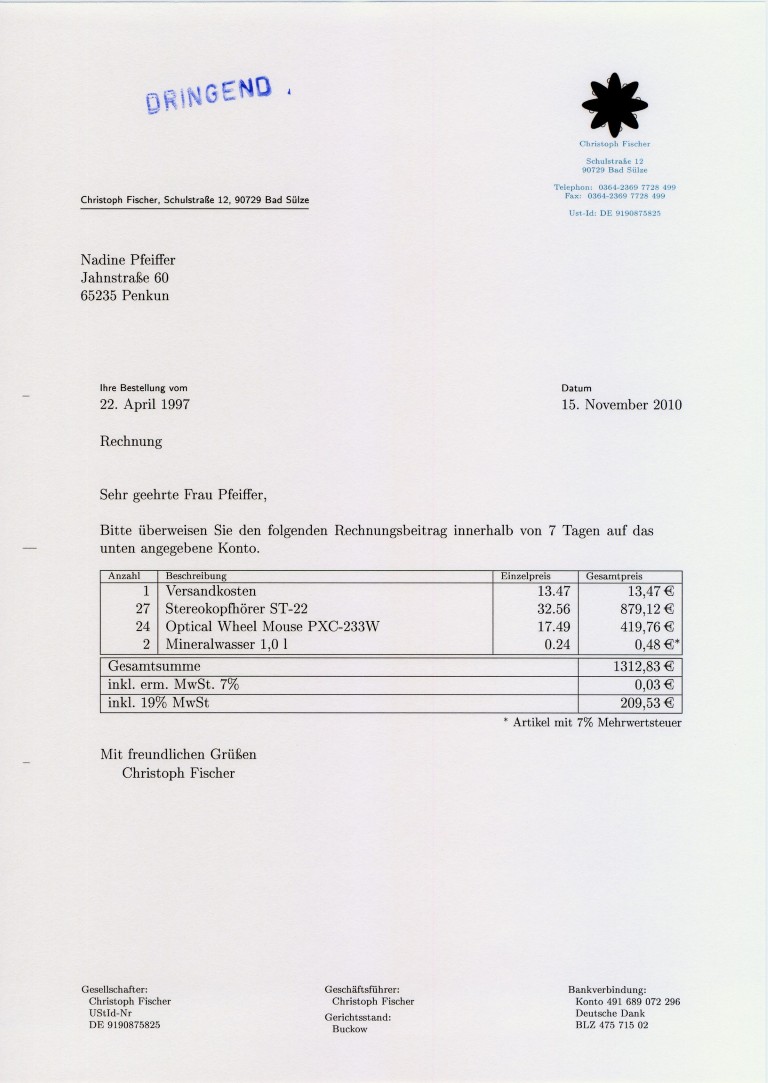 DRINGEND
Christoph Fischer
Schulstraße 12
90729 Bad Sülze
Telephon: 0364-2369 7728 499
Fax: 0364-2369 7728 499
Ust-Id: DE 9190875825
Christoph Fischer, Schulstraße 12, 90729 Bad Sülze
Nadine Pfeiffer
Jahnstraße 60
65235 Penkun
Ihre Bestellung vom Datum
22. April 1997 15. November 2010
Rechnung
Sehr geehrte Frau Pfeiffer,
Bitte überweisen Sie den folgenden Rechnungsbeitrag innerhalb von 7 Tagen auf das
unten angegebene Konto.
Anzahl Beschreibung Einzelpreis Gesamtpreis
1 Versandkosten 13.47 13,47 €
27 Stereokopfhörer ST-22 32.56 879,12 €
24 Optical Wheel Mouse PXC-233W 17.49 419,76 €
2 Mineralwasser 1,0 l 0.24 0,48 €*
Gesamtsumme 1312,83 €
inkl. erm. MwSt. 7% 0,03 €
inkl. 19% MwSt 209,53 €
* Artikel mit 7% Mehrwertsteuer
Mit freundlichen Grüßen
Christoph Fischer
Gesellschafter:
Christoph Fischer
UStId-Nr
DE 9190875825
Geschäftsführer:
Christoph Fischer
Gerichtsstand:
Buckow
Bankverbindung:
Konto 491 689 072 296
Deutsche Dank
BLZ 475 715 02